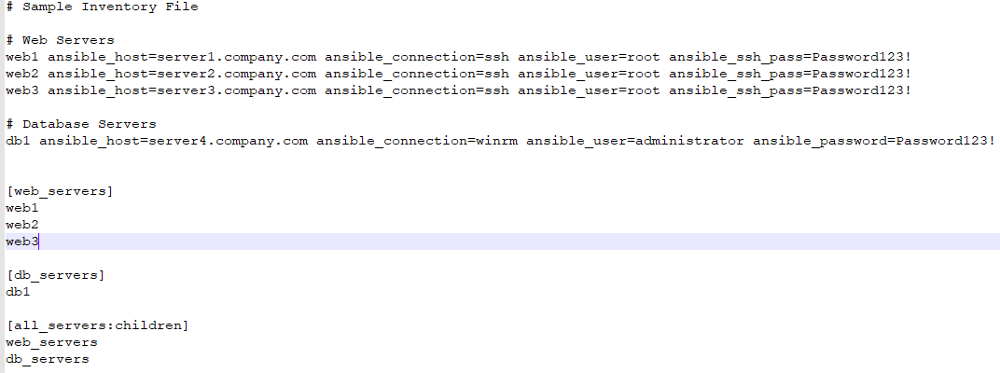 # Sample Inventory File
# Web Servers
web1 ansible_host=server1.company.com ansible_connection=ssh ansible_user=root ansible_ssh_pass=Password123!
web2 ansible_host=server2.company.com ansible_connection=ssh ansible_user=root ansible_ssh_pass=Password123!
web3 ansible_host=server3.company.com ansible_connection=ssh ansible_user=root ansible_ssh_pass=Password123!
# Database Servers
db1 ansible_host=server4.company.com ansible_connection=winrm ansible_user=administrator ansible_password=Password123!
[web_servers]
web1
web2
web3
[db_servers]
db1
[all_servers:children]
web_servers
db_servers